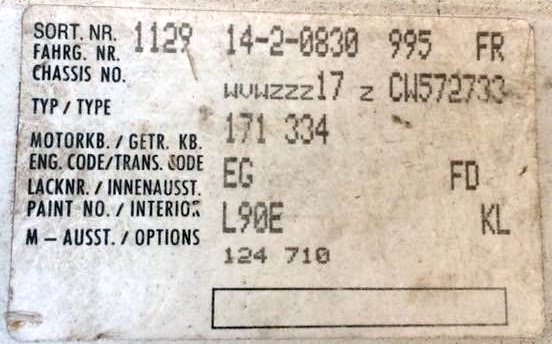 SORT. NR. 1129 14-2-0830 995 FR
FAHRG. NR.
CHASSIS NO. WVWZZZ17 Z CW572733
TYP / TYPE 171 334
MOTORKB. / GETR. KB.
ENG. CODE/TRANS. CODE EG FD
LACKNR. / INNENAUSST.
PAINT NO. / INTERIOR L90E KL
M – AUSST. / OPTIONS 124 710